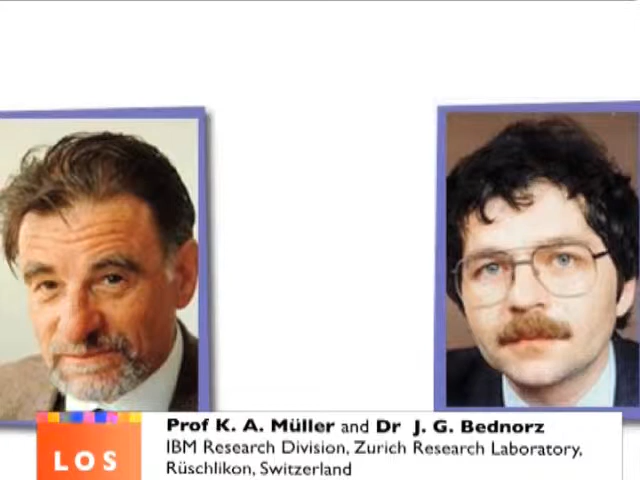 Prof K. A. Müller and Dr J. G. Bednorz
IBM Research Division, Zurich Research Laboratory,
Rüschlikon, Switzerland
LOS